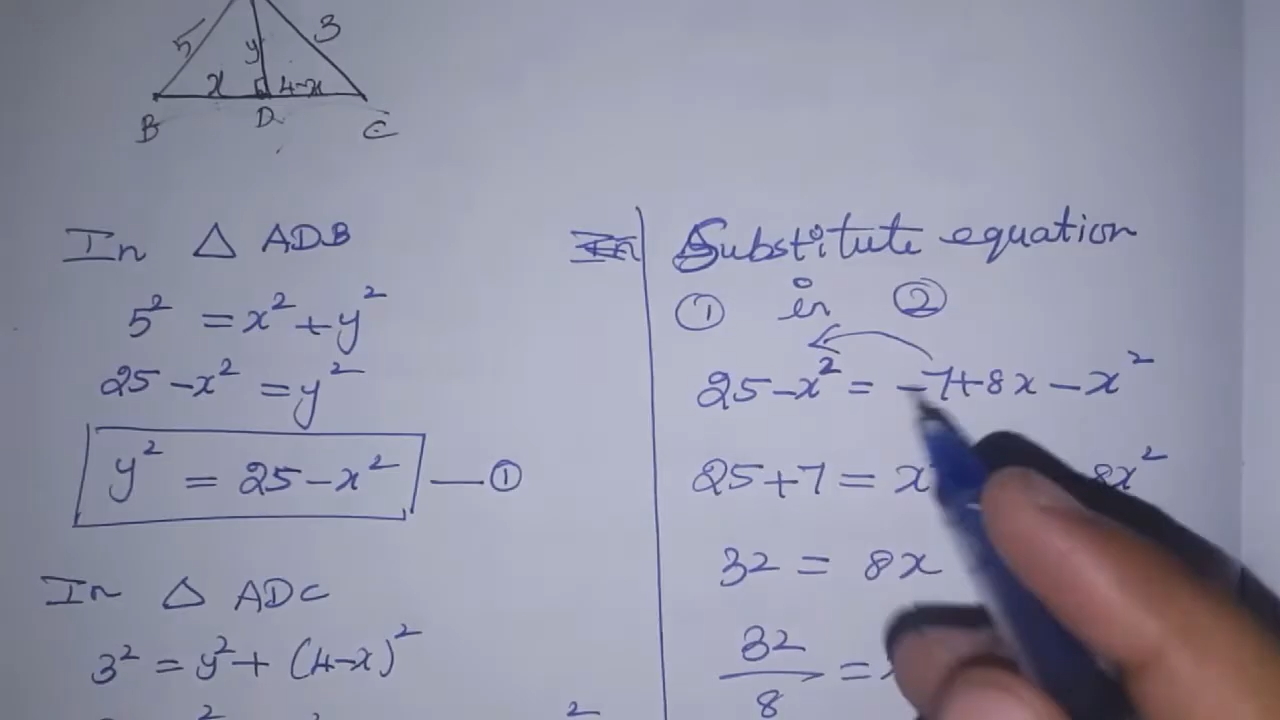 5 3
y
x 4-x
B D C
In △ ADB
5² = x² + y²
25 - x² = y²
y² = 25 - x² — ①
In △ ADC
3² = y² + (4-x)²
Substitute equation
① in ②
25 - x² = -7 + 8x - x²
25 + 7 = x 8x²
32 = 8x
32/8 =